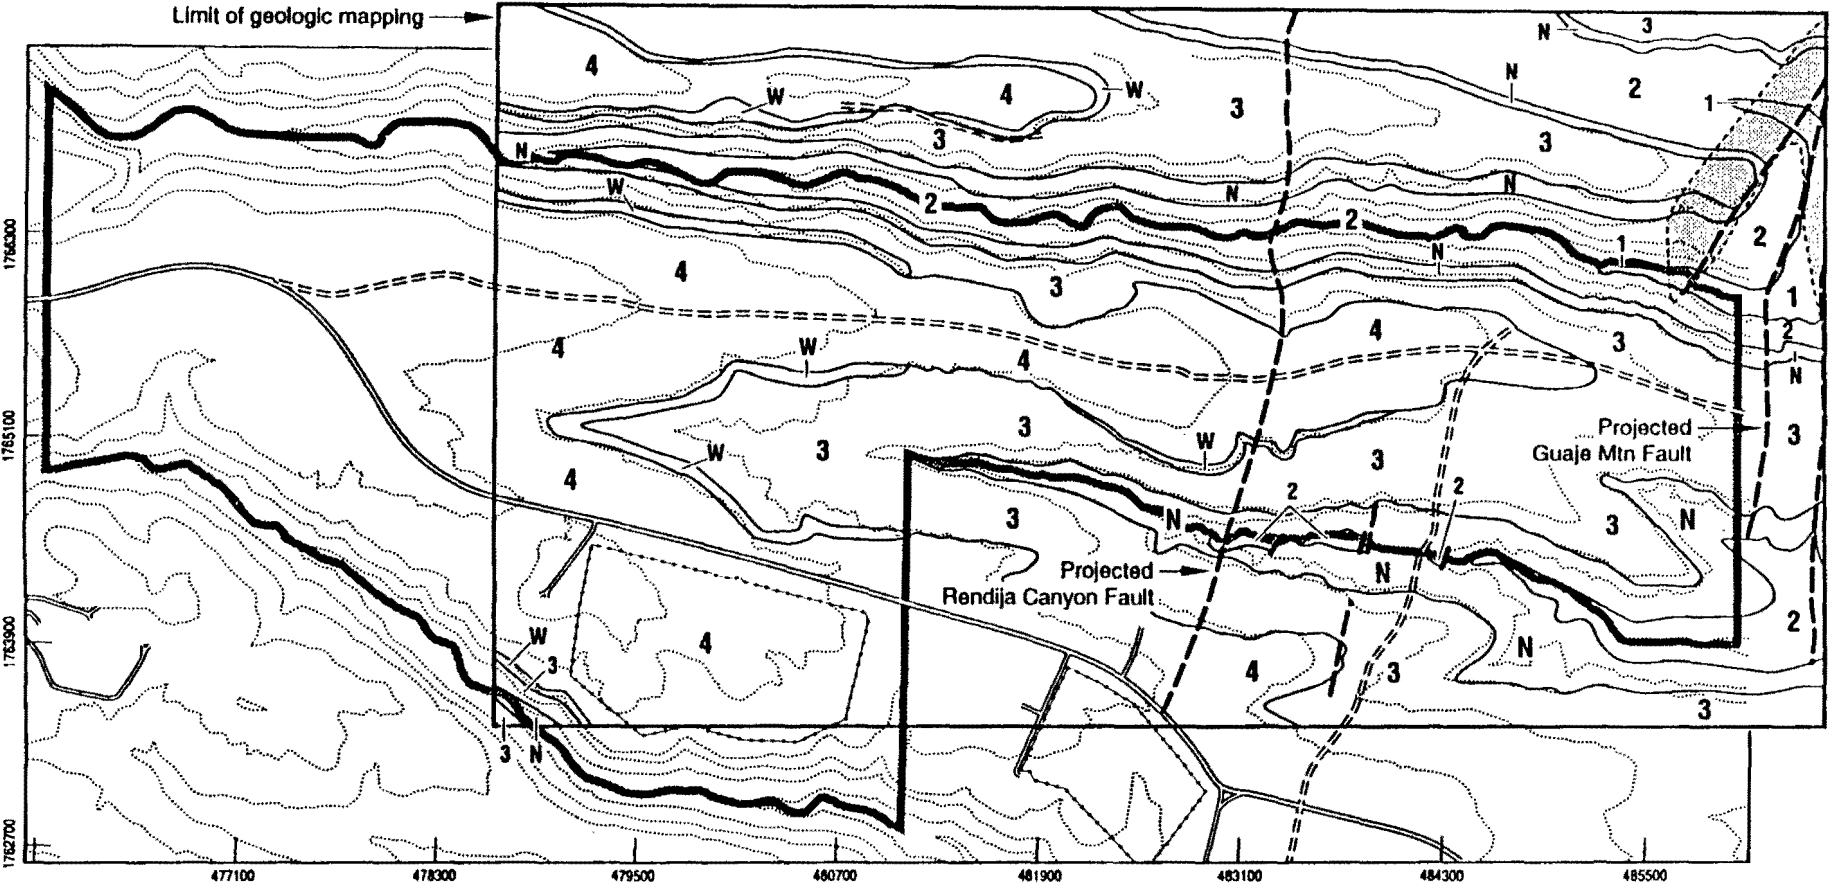 Limit of geologic mapping
4
W
4
W
3
3
N
3
2
N
1
3
N
W
2
N
N
2
N
1
2
4
3
1
4
W
4
4
3
2
N
W
3
3
W
3
Projected
Guaje Mtn Fault
3
4
3
N
2
2
3
N
Projected
Rendija Canyon Fault
N
W
3
4
4
3
N
2
3
3
N
1766300
1765100
1763900
1762700
477100
478300
479500
480700
481900
483100
484300
485500